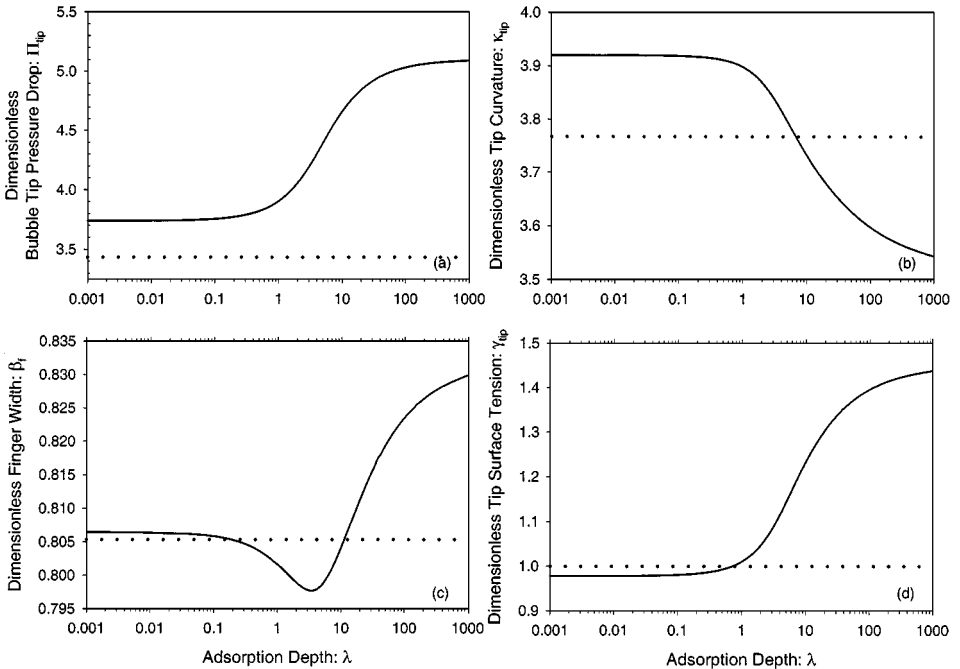 Dimensionless
Bubble Tip Pressure Drop: Π_tip
5.5
5.0
4.5
4.0
3.5
(a)
0.001 0.01 0.1 1 10 100 1000
Dimensionless Tip Curvature: κ_tip
4.0
3.9
3.8
3.7
3.6
3.5
(b)
0.001 0.01 0.1 1 10 100 1000
Dimensionless Finger Width: β_f
0.835
0.830
0.825
0.820
0.815
0.810
0.805
0.800
0.795
(c)
0.001 0.01 0.1 1 10 100 1000
Adsorption Depth: λ
Dimensionless Tip Surface Tension: γ_tip
1.5
1.4
1.3
1.2
1.1
1.0
0.9
(d)
0.001 0.01 0.1 1 10 100 1000
Adsorption Depth: λ